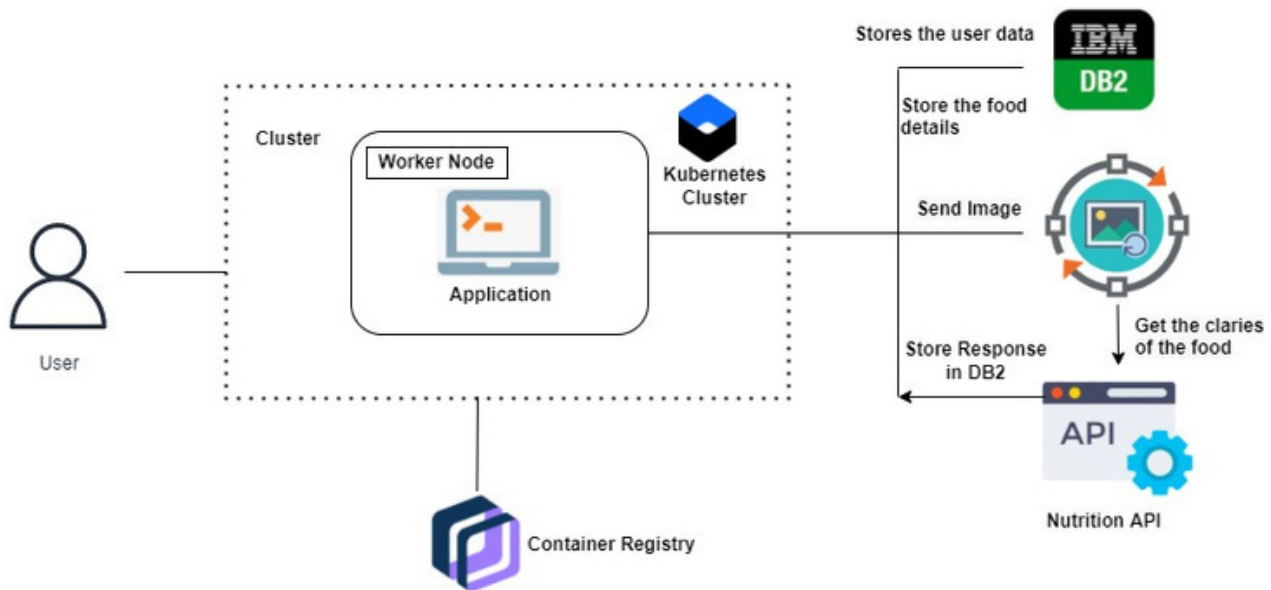 Stores the user data
IBM
DB2
Store the food
details
Cluster
Worker Node
Kubernetes
Cluster
Application
Send Image
User
Get the claries
of the food
Store Response
in DB2
API
Nutrition API
Container Registry